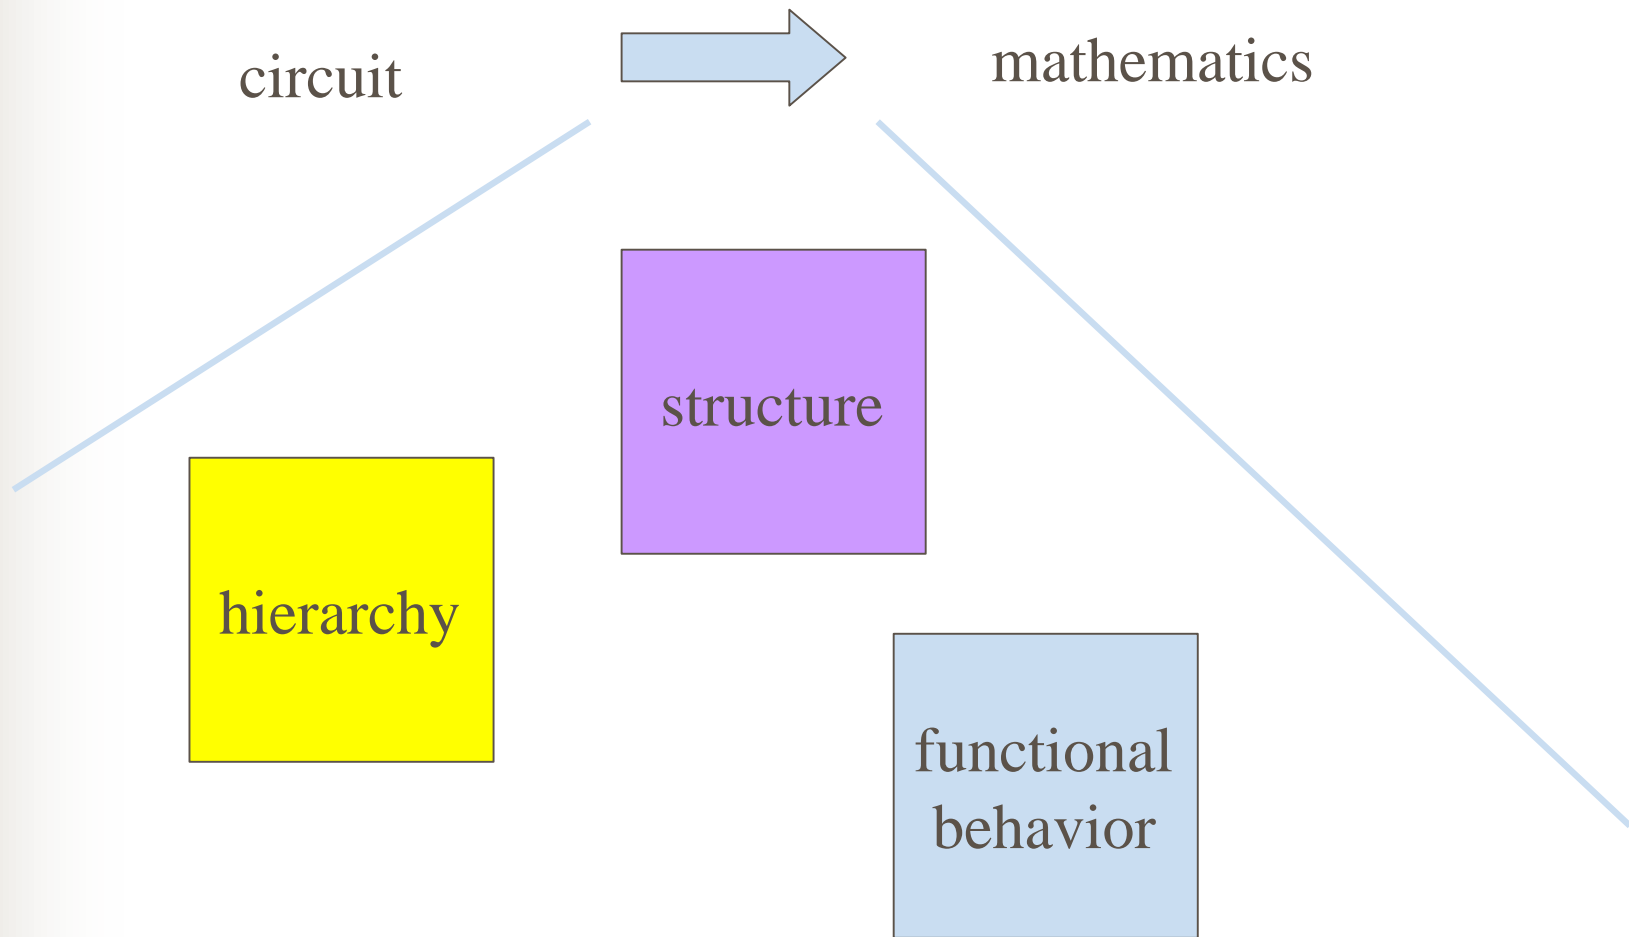 circuit
mathematics
structure
hierarchy
functional
behavior